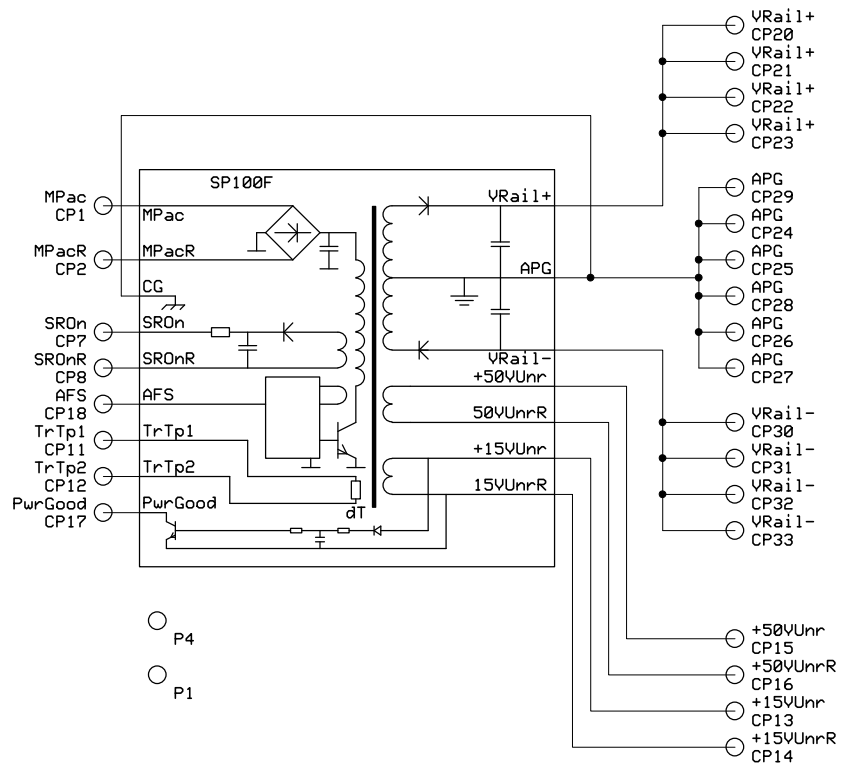 VRail+
CP20
VRail+
CP21
VRail+
CP22
VRail+
CP23
SP100F
MPac
CP1
MPac
VRail+
APG
CP29
APG
CP24
MPacR
CP2
MPacR
APG
APG
CP25
CG
APG
CP28
SROn
CP7
SROn
APG
CP26
SROnR
CP8
SROnR
VRail-
APG
CP27
AFS
CP18
AFS
+50VUnr
50VUnrR
VRail-
CP30
TrTp1
CP11
TrTp1
+15VUnr
VRail-
CP31
TrTp2
CP12
TrTp2
15VUnrR
VRail-
CP32
PwrGood
CP17
PwrGood
dT
VRail-
CP33
P4
P1
+50VUnr
CP15
+50VUnrR
CP16
+15VUnr
CP13
+15VUnrR
CP14